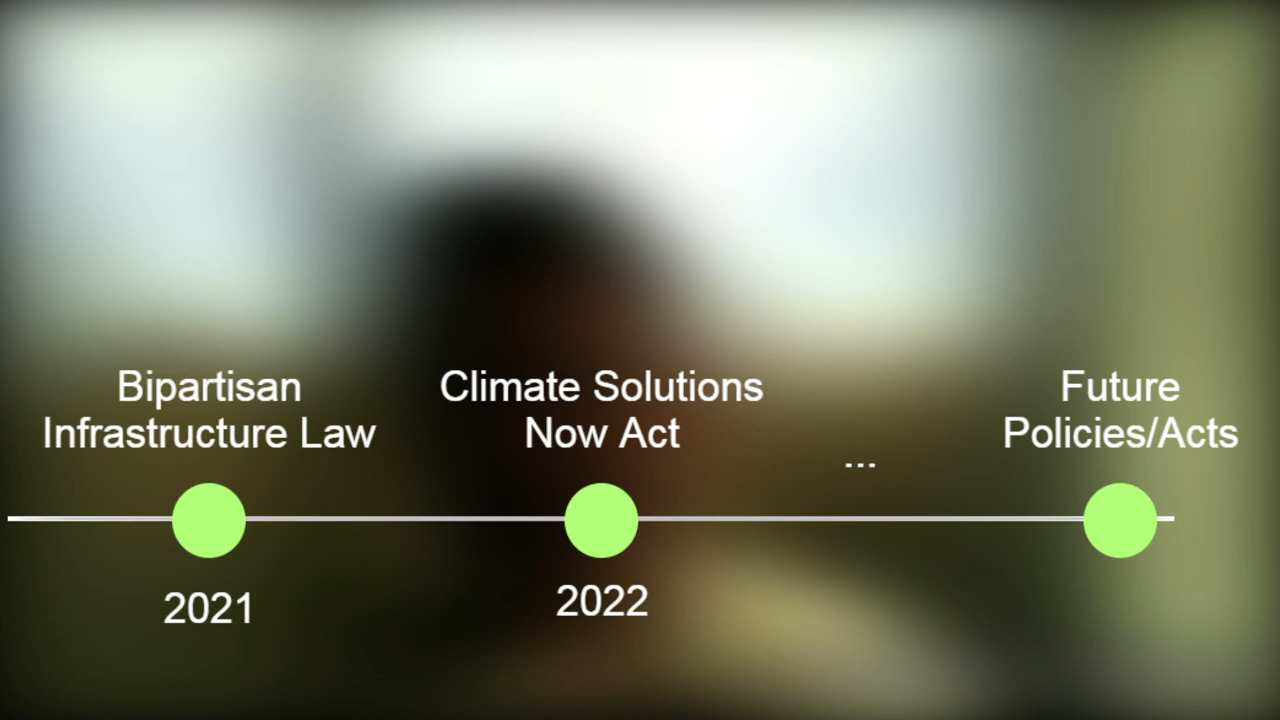 Bipartisan
Infrastructure Law
Climate Solutions
Now Act
...
Future
Policies/Acts
2021
2022